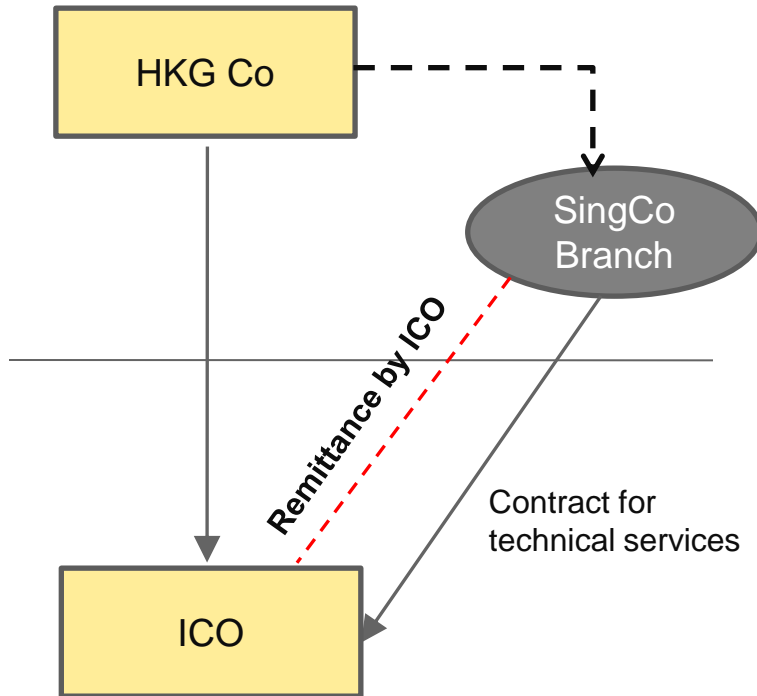 HKG Co
SingCo
Branch
Remittance by ICO
Contract for
technical services
ICO